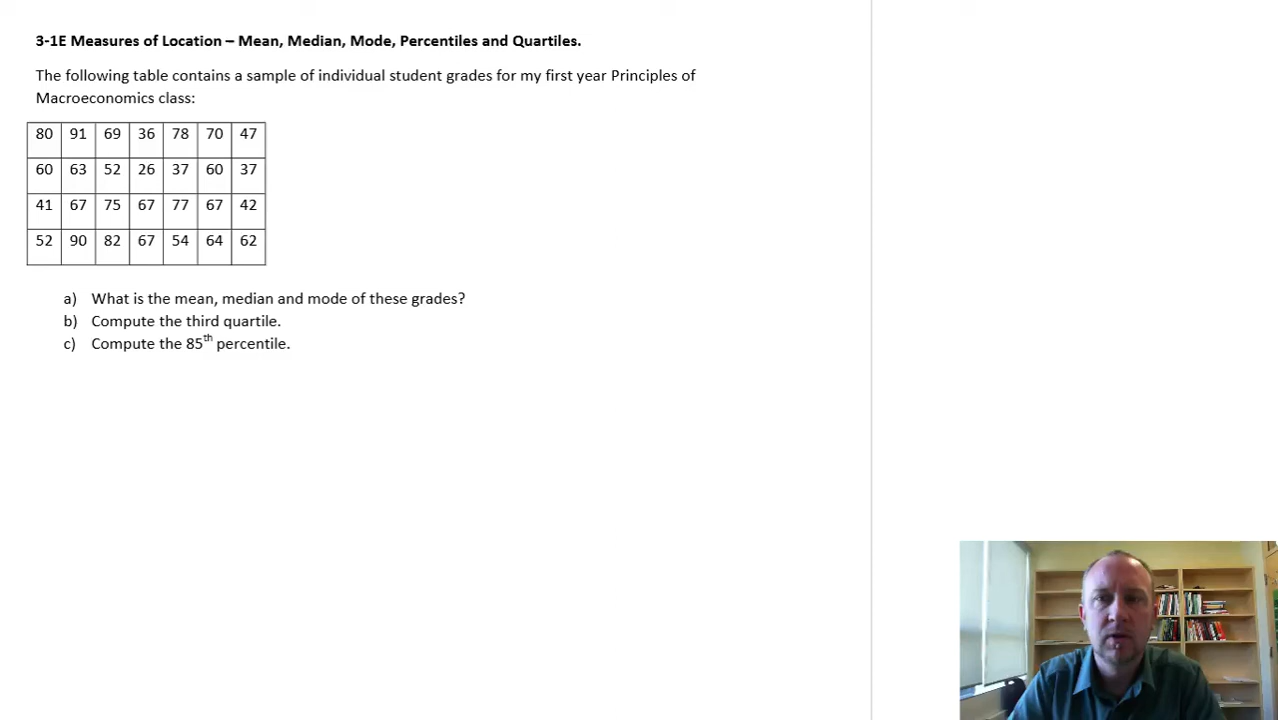 3-1E Measures of Location – Mean, Median, Mode, Percentiles and Quartiles.
The following table contains a sample of individual student grades for my first year Principles of
Macroeconomics class:
80 91 69 36 78 70 47
60 63 52 26 37 60 37
41 67 75 67 77 67 42
52 90 82 67 54 64 62
a) What is the mean, median and mode of these grades?
b) Compute the third quartile.
c) Compute the 85th percentile.